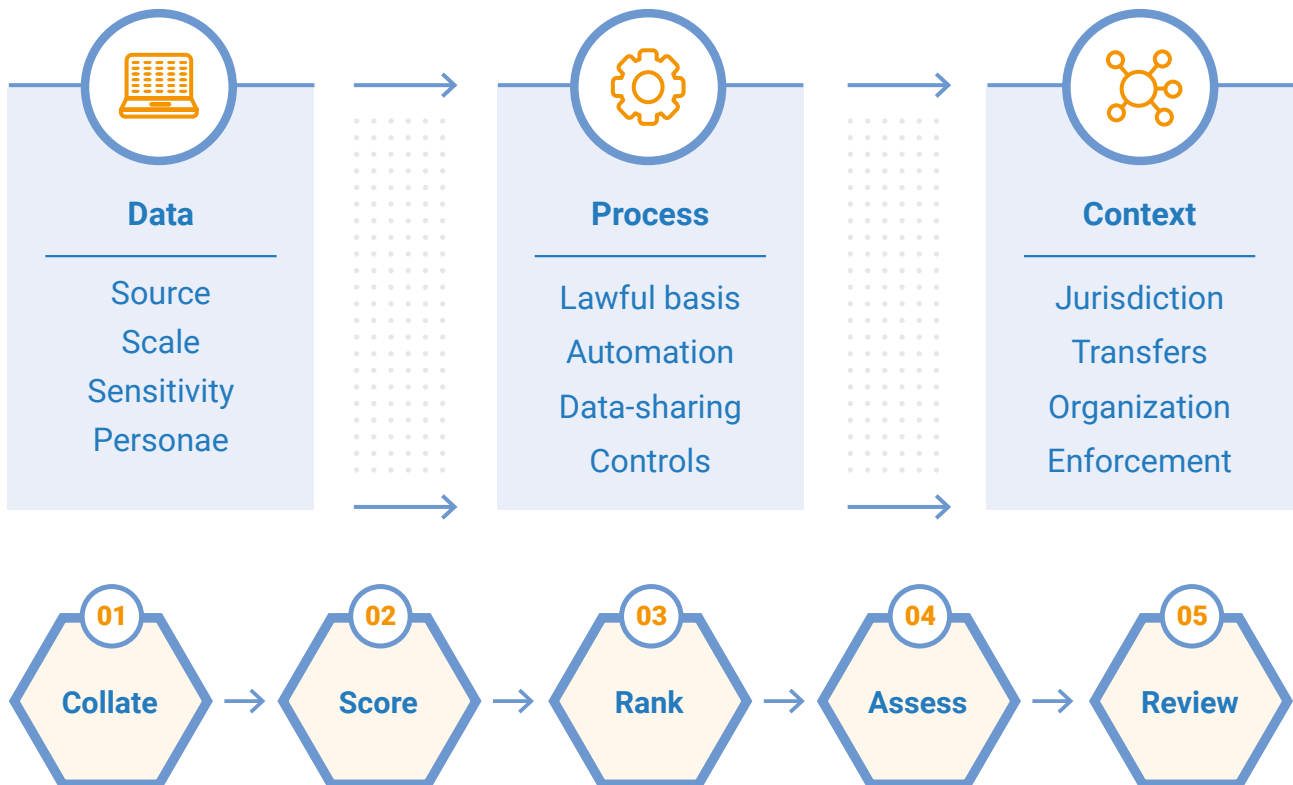 Data
Source
Scale
Sensitivity
Personae
Process
Lawful basis
Automation
Data-sharing
Controls
Context
Jurisdiction
Transfers
Organization
Enforcement
01
Collate
02
Score
03
Rank
04
Assess
05
Review